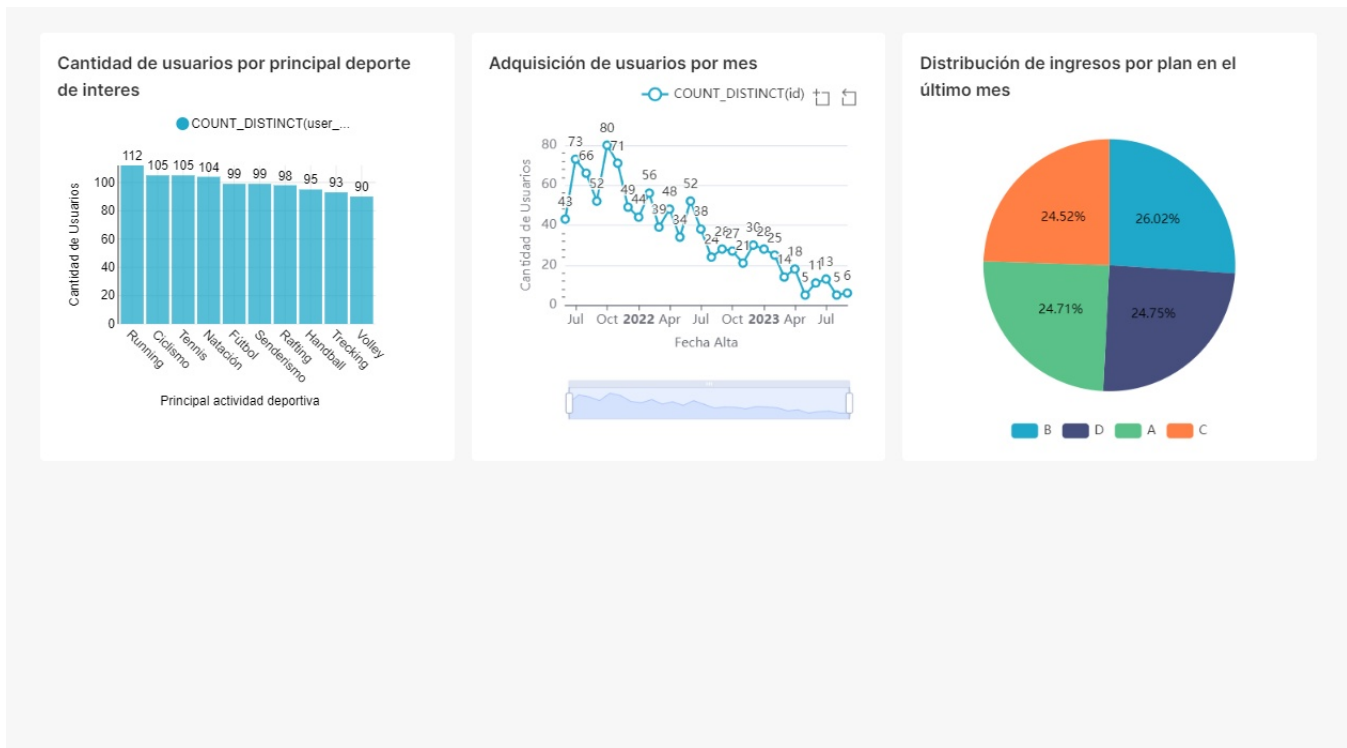 Cantidad de usuarios por principal deporte
de interes
COUNT_DISTINCT(user_...
Cantidad de Usuarios
100
80
60
40
20
0
112
105
105
104
99
99
98
95
93
90
Running
Ciclismo
Tennis
Natación
Fútbol
Senderismo
Rafting
Handball
Trecking
Volley
Principal actividad deportiva
Adquisición de usuarios por mes
COUNT_DISTINCT(id)
Cantidad de Usuarios
80
60
40
20
0
43
73
66
52
80
71
49
44
56
39
48
34
52
38
24
28
27
21
30
28
25
14
18
5
11
13
5
6
Jul
Oct
2022
Apr
Jul
Oct
2023
Apr
Jul
Fecha Alta
Distribución de ingresos por plan en el
último mes
24.52%
26.02%
24.71%
24.75%
B
D
A
C